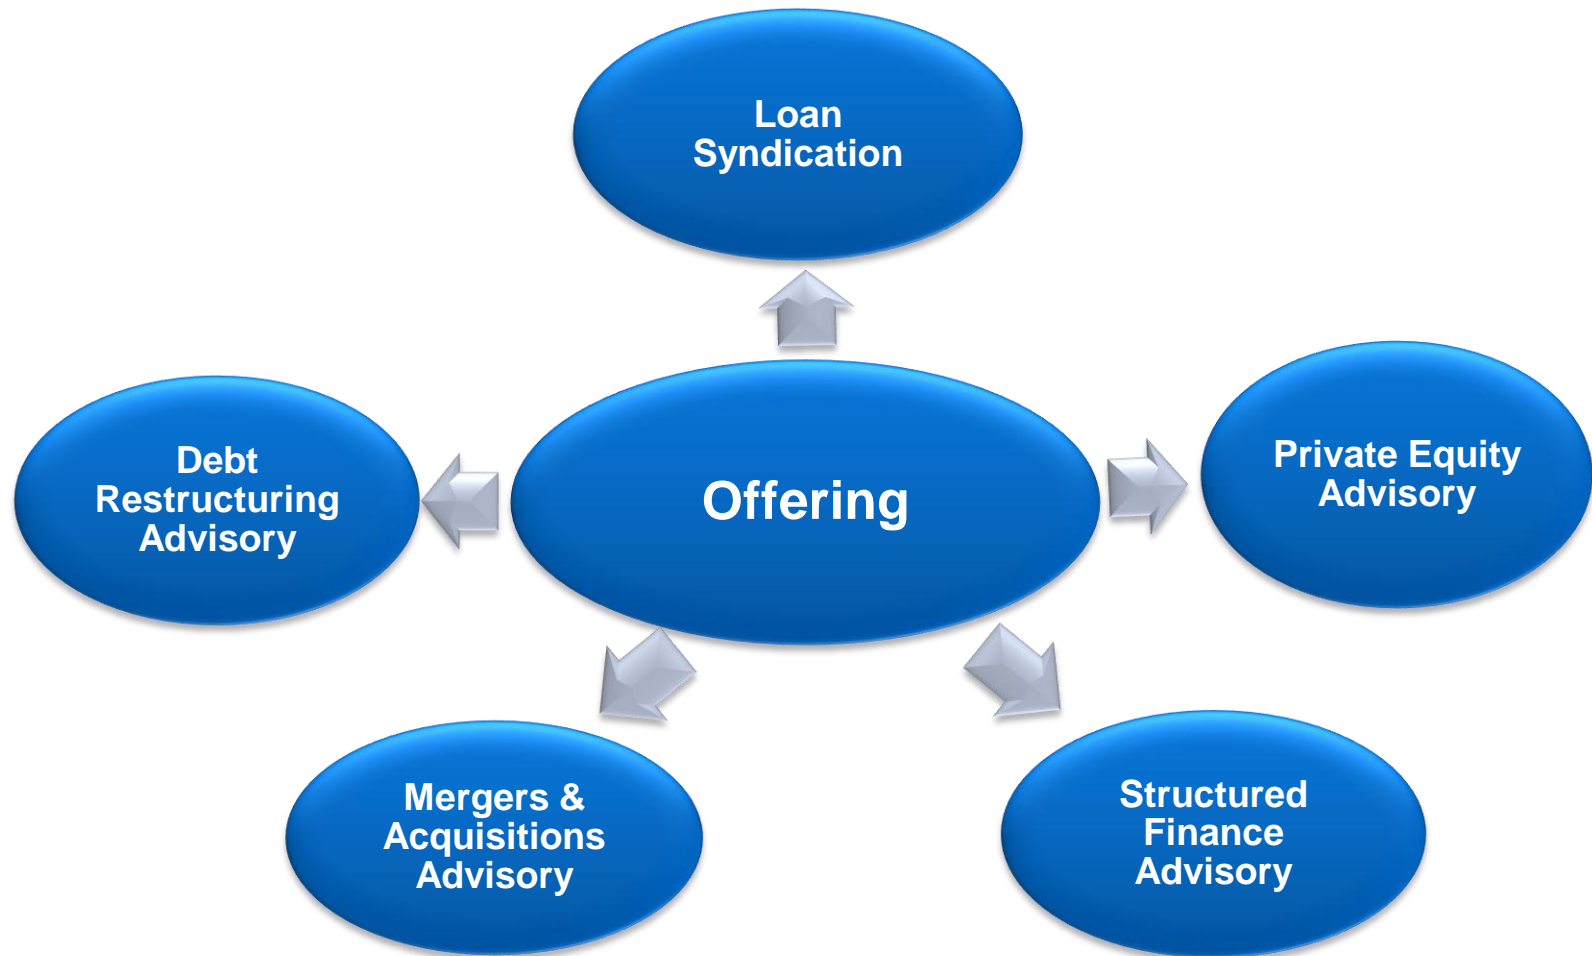 Loan
Syndication
Private Equity
Advisory
Debt
Restructuring
Advisory
Offering
Mergers &
Acquisitions
Advisory
Structured
Finance
Advisory